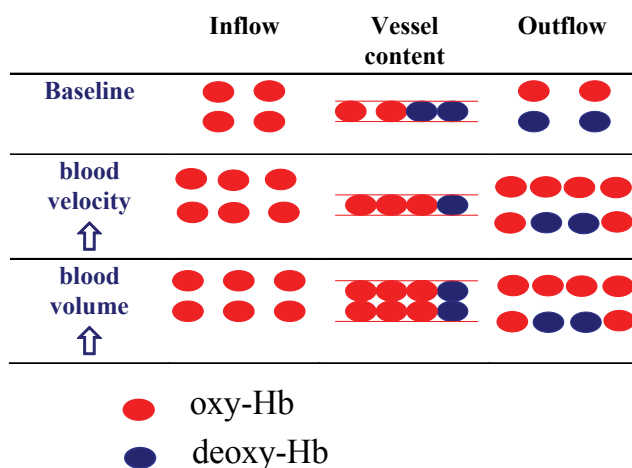 Inflow
Vessel
content
Outflow
Baseline
blood
velocity
blood
volume
oxy-Hb
deoxy-Hb